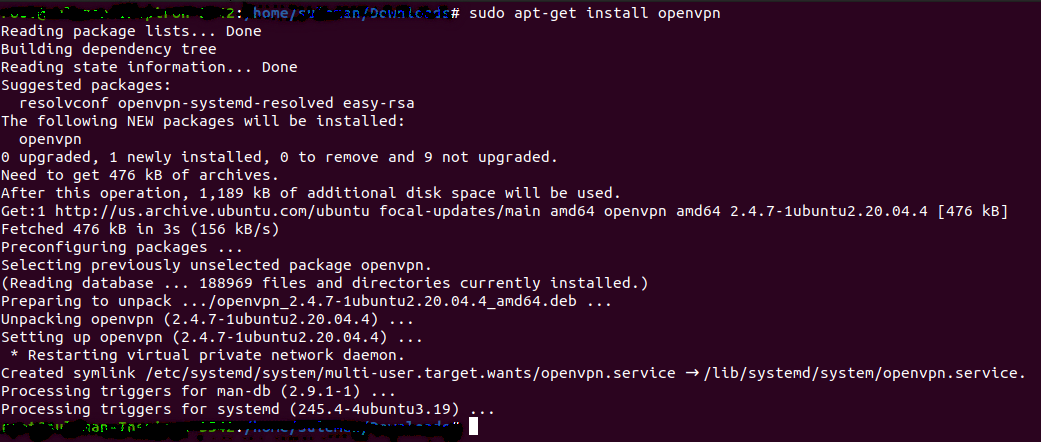 # sudo apt-get install openvpn
Reading package lists... Done
Building dependency tree
Reading state information... Done
Suggested packages:
  resolvconf openvpn-systemd-resolved easy-rsa
The following NEW packages will be installed:
  openvpn
0 upgraded, 1 newly installed, 0 to remove and 9 not upgraded.
Need to get 476 kB of archives.
After this operation, 1,189 kB of additional disk space will be used.
Get:1 http://us.archive.ubuntu.com/ubuntu focal-updates/main amd64 openvpn amd64 2.4.7-1ubuntu2.20.04.4 [476 kB]
Fetched 476 kB in 3s (156 kB/s)
Preconfiguring packages ...
Selecting previously unselected package openvpn.
(Reading database ... 188969 files and directories currently installed.)
Preparing to unpack .../openvpn_2.4.7-1ubuntu2.20.04.4_amd64.deb ...
Unpacking openvpn (2.4.7-1ubuntu2.20.04.4) ...
Setting up openvpn (2.4.7-1ubuntu2.20.04.4) ...
 * Restarting virtual private network daemon.
Created symlink /etc/systemd/system/multi-user.target.wants/openvpn.service → /lib/systemd/system/openvpn.service.
Processing triggers for man-db (2.9.1-1) ...
Processing triggers for systemd (245.4-4ubuntu3.19) ...
#